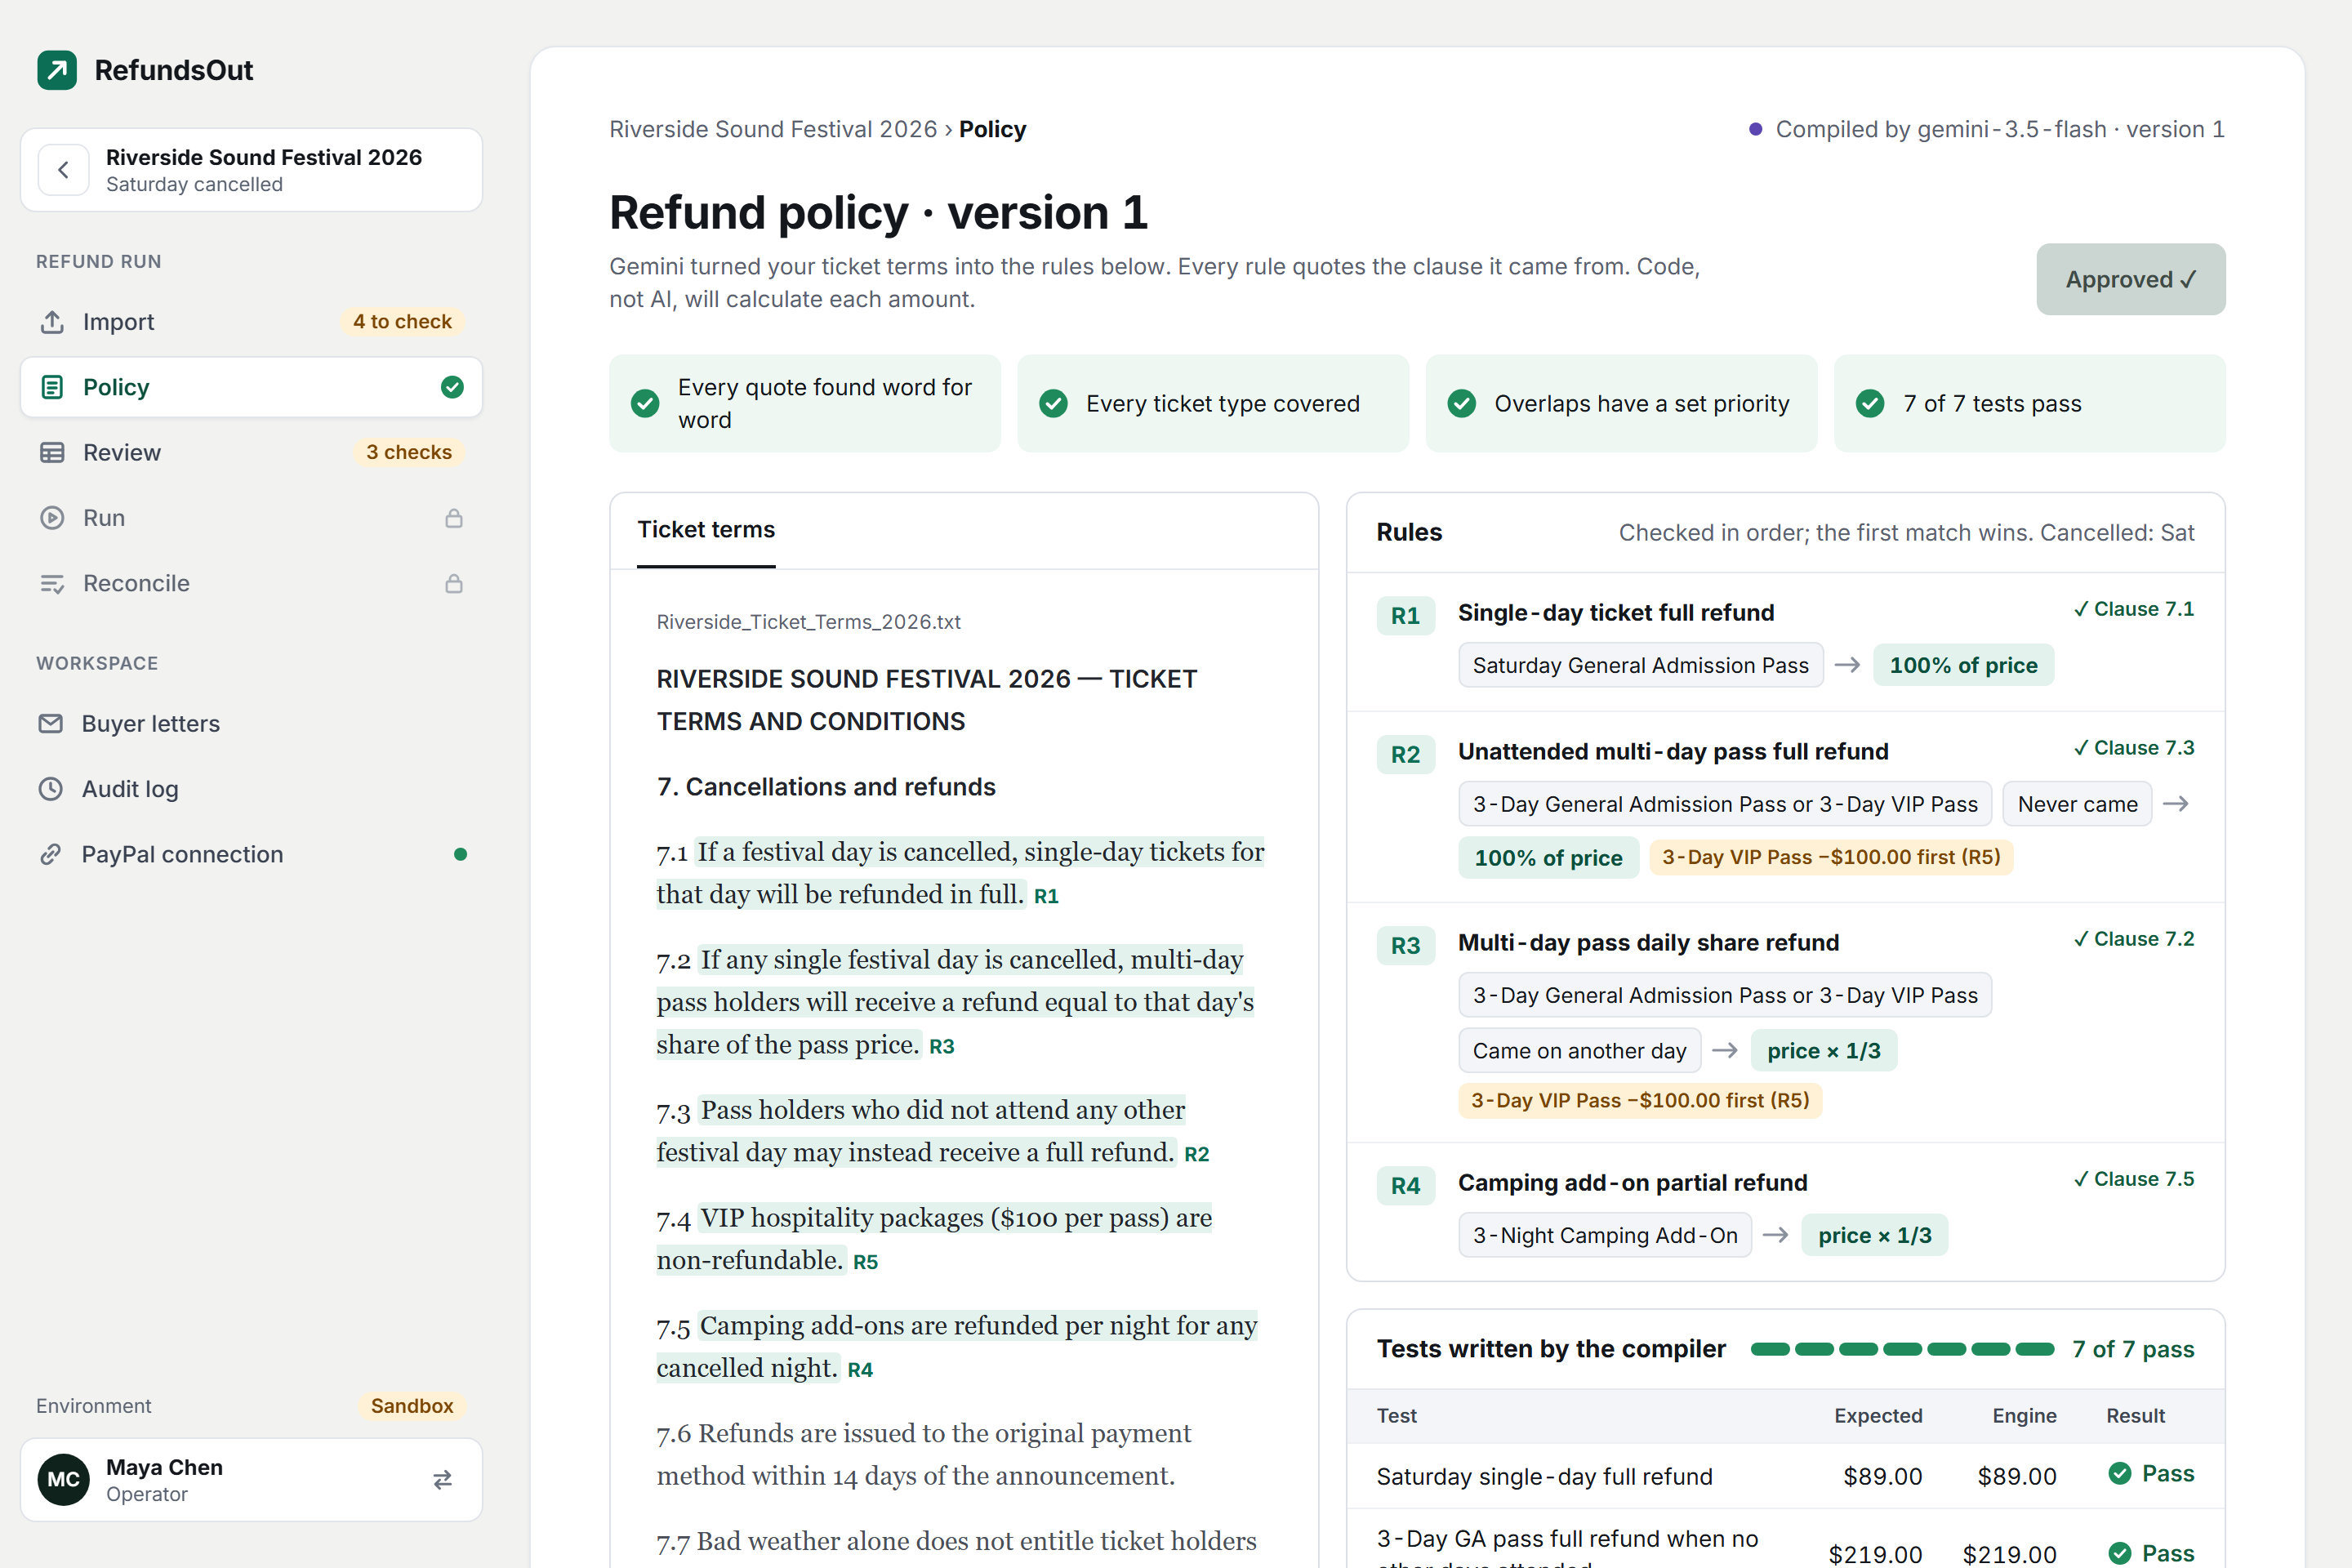 RefundsOut
Riverside Sound Festival 2026
Saturday cancelled
REFUND RUN
Import
4 to check
Policy
Review
3 checks
Run
Reconcile
WORKSPACE
Buyer letters
Audit log
PayPal connection
Environment
Sandbox
MC
Maya Chen
Operator
Riverside Sound Festival 2026 › Policy
Compiled by gemini-3.5-flash · version 1
Refund policy · version 1
Gemini turned your ticket terms into the rules below. Every rule quotes the clause it came from. Code,
not AI, will calculate each amount.
Approved ✓
Every quote found word for
word
Every ticket type covered
Overlaps have a set priority
7 of 7 tests pass
Ticket terms
Riverside_Ticket_Terms_2026.txt
RIVERSIDE SOUND FESTIVAL 2026 — TICKET
TERMS AND CONDITIONS
7. Cancellations and refunds
7.1 If a festival day is cancelled, single-day tickets for
that day will be refunded in full. R1
7.2 If any single festival day is cancelled, multi-day
pass holders will receive a refund equal to that day's
share of the pass price. R3
7.3 Pass holders who did not attend any other
festival day may instead receive a full refund. R2
7.4 VIP hospitality packages ($100 per pass) are
non-refundable. R5
7.5 Camping add-ons are refunded per night for any
cancelled night. R4
7.6 Refunds are issued to the original payment
method within 14 days of the announcement.
7.7 Bad weather alone does not entitle ticket holders
Rules
Checked in order; the first match wins. Cancelled: Sat
R1
Single-day ticket full refund
✓ Clause 7.1
Saturday General Admission Pass → 100% of price
R2
Unattended multi-day pass full refund
✓ Clause 7.3
3-Day General Admission Pass or 3-Day VIP Pass Never came →
100% of price 3-Day VIP Pass −$100.00 first (R5)
R3
Multi-day pass daily share refund
✓ Clause 7.2
3-Day General Admission Pass or 3-Day VIP Pass
Came on another day → price × 1/3
3-Day VIP Pass −$100.00 first (R5)
R4
Camping add-on partial refund
✓ Clause 7.5
3-Night Camping Add-On → price × 1/3
Tests written by the compiler
7 of 7 pass
Test Expected Engine Result
Saturday single-day full refund $89.00 $89.00 Pass
3-Day GA pass full refund when no
$219.00 $219.00 Pass